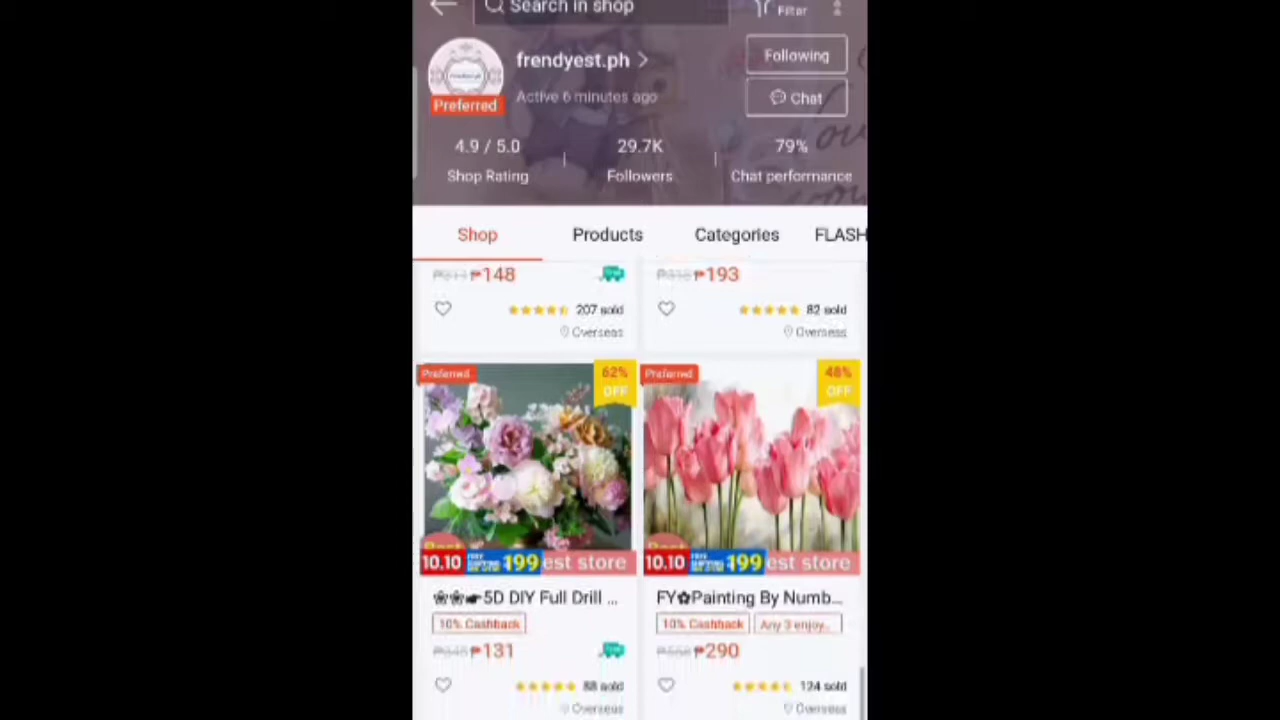 Search in shop
Filter
frendyest.ph
Following
Preferred
Active 6 minutes ago
Chat
4.9 / 5.0
29.7K
79%
Shop Rating
Followers
Chat performance
Shop
Products
Categories
FLASH
₱148
₱193
207 sold
82 sold
Overseas
Overseas
Preferred
62%
OFF
Preferred
48%
OFF
10.10
199
est store
10.10
199
est store
5D DIY Full Drill ...
FY✿Painting By Numb...
10% Cashback
10% Cashback
Any 3 enjoy...
₱131
₱290
88 sold
124 sold
Overseas
Overseas